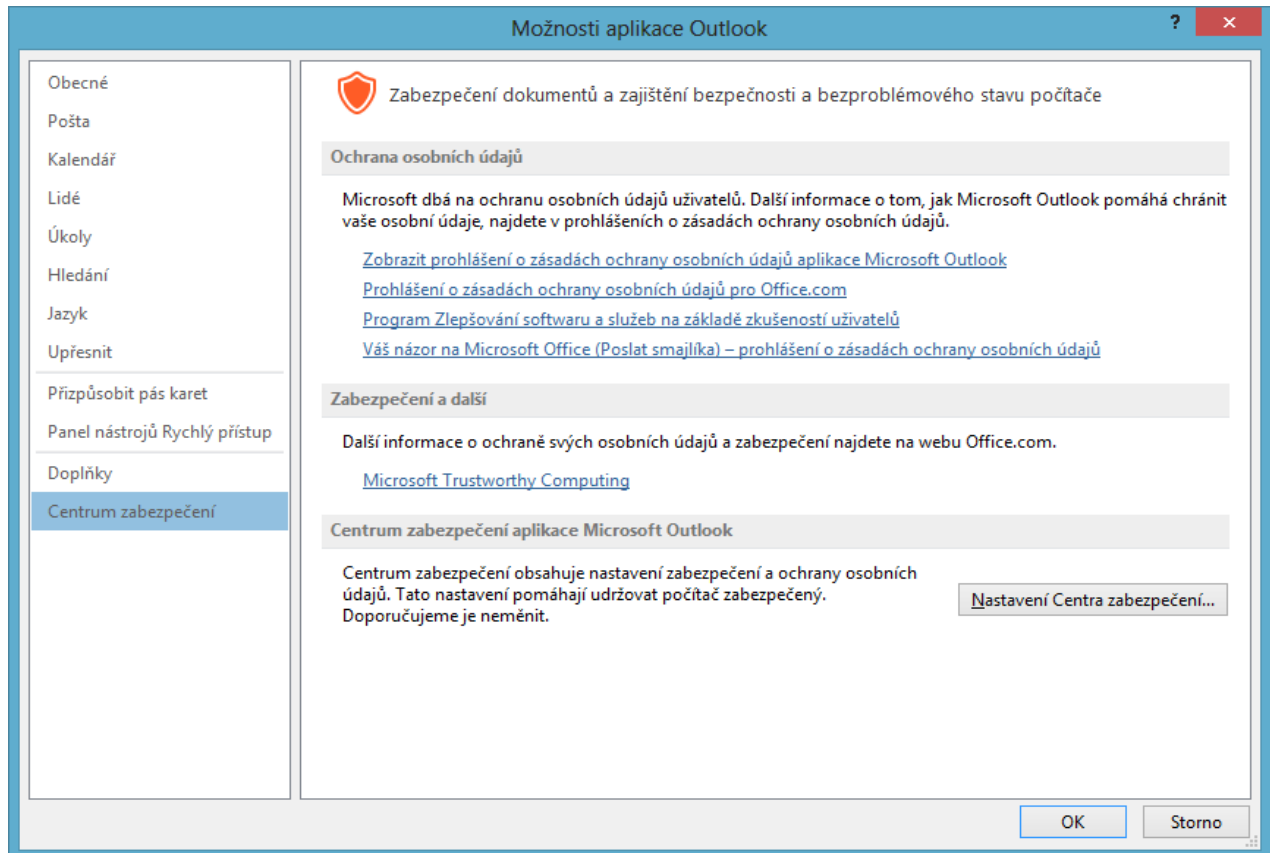 Možnosti aplikace Outlook
?
Obecné
Pošta
Kalendář
Lidé
Úkoly
Hledání
Jazyk
Upřesnit
Přizpůsobit pás karet
Panel nástrojů Rychlý přístup
Doplňky
Centrum zabezpečení
Zabezpečení dokumentů a zajištění bezpečnosti a bezproblémového stavu počítače
Ochrana osobních údajů
Microsoft dbá na ochranu osobních údajů uživatelů. Další informace o tom, jak Microsoft Outlook pomáhá chránit
vaše osobní údaje, najdete v prohlášeních o zásadách ochrany osobních údajů.
Zobrazit prohlášení o zásadách ochrany osobních údajů aplikace Microsoft Outlook
Prohlášení o zásadách ochrany osobních údajů pro Office.com
Program Zlepšování softwaru a služeb na základě zkušeností uživatelů
Váš názor na Microsoft Office (Poslat smajlíka) – prohlášení o zásadách ochrany osobních údajů
Zabezpečení a další
Další informace o ochraně svých osobních údajů a zabezpečení najdete na webu Office.com.
Microsoft Trustworthy Computing
Centrum zabezpečení aplikace Microsoft Outlook
Centrum zabezpečení obsahuje nastavení zabezpečení a ochrany osobních
údajů. Tato nastavení pomáhají udržovat počítač zabezpečený.
Doporučujeme je neměnit.
Nastavení Centra zabezpečení...
OK
Storno